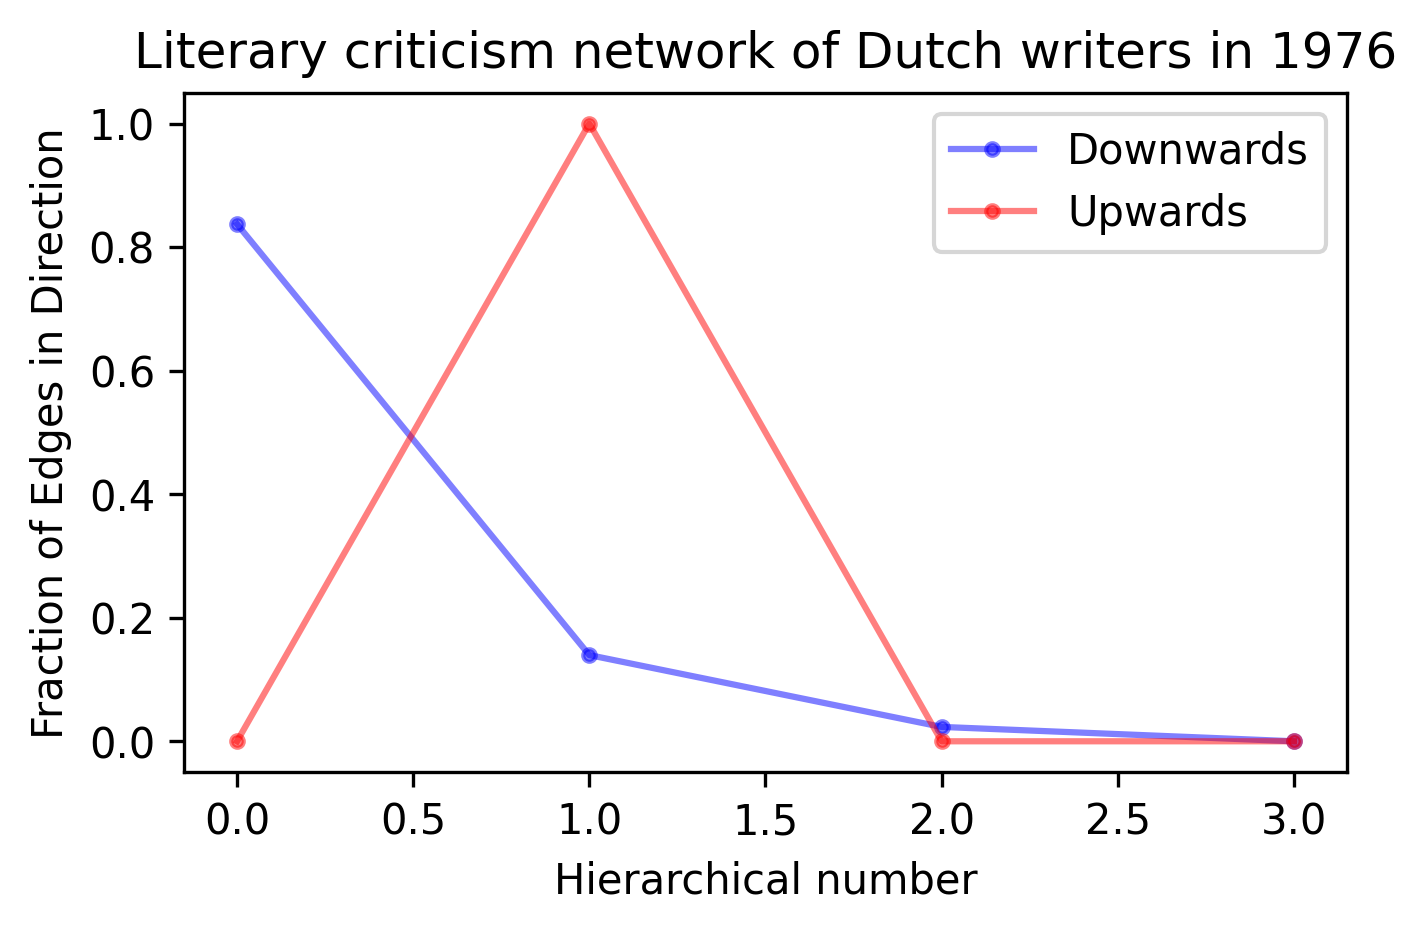 Literary criticism network of Dutch writers in 1976
Fraction of Edges in Direction
1.0
0.8
0.6
0.4
0.2
0.0
Downwards
Upwards
0.0 0.5 1.0 1.5 2.0 2.5 3.0
Hierarchical number